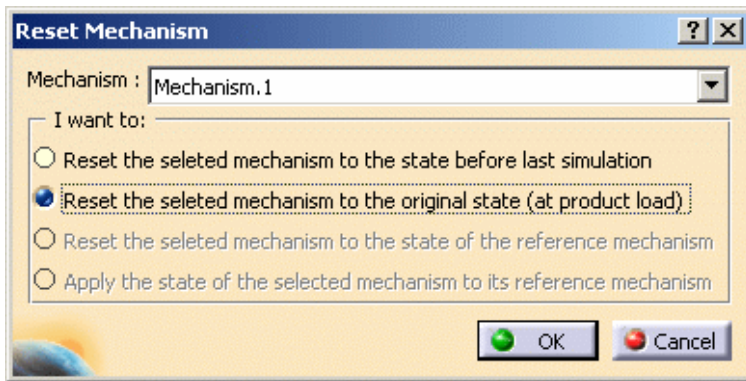 Reset Mechanism
Mechanism : Mechanism.1
I want to:
Reset the seleted mechanism to the state before last simulation
Reset the seleted mechanism to the original state (at product load)
Reset the seleted mechanism to the state of the reference mechanism
Apply the state of the selected mechanism to its reference mechanism
OK Cancel